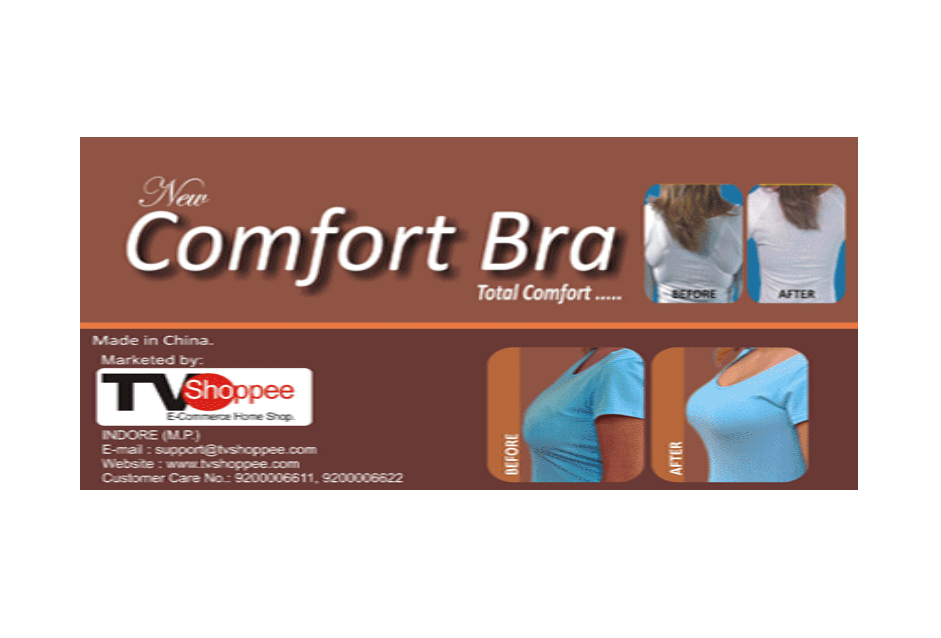 New
Comfort Bra
Total Comfort .....
BEFORE
AFTER
Made in China.
Marketed by:
TV Shoppee
E-Commerce Home Shop.
INDORE (M.P.)
E-mail : support@tvshoppee.com
Website : www.tvshoppee.com
Customer Care No.: 9200006611, 9200006622
BEFORE
AFTER